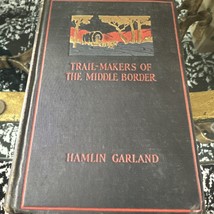 TRAIL-MAKERS OF
THE MIDDLE BORDER
HAMLIN GARLAND